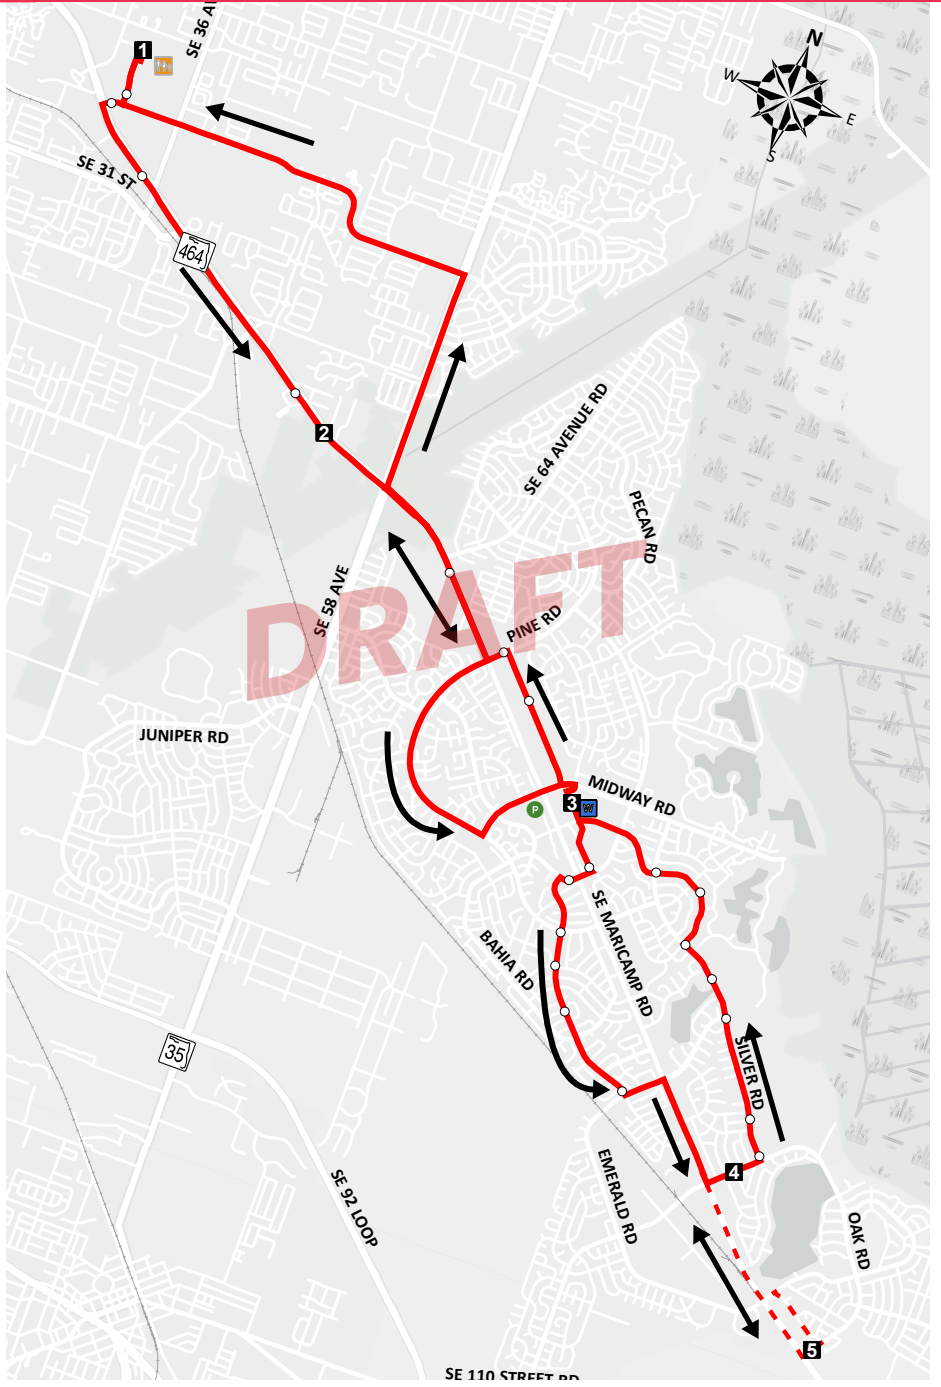 SE 36 AV
1
N
W
E
S
SE 31 ST
464
2
SE 64 AVENUE RD
PECAN RD
DRAFT
SE 58 AVE
PINE RD
JUNIPER RD
MIDWAY RD
3
W
P
SE MARICAMP RD
BAHIA RD
35
SILVER RD
4
EMERALD RD
SE 92 LOOP
OAK RD
5
SE 110 STREET RD